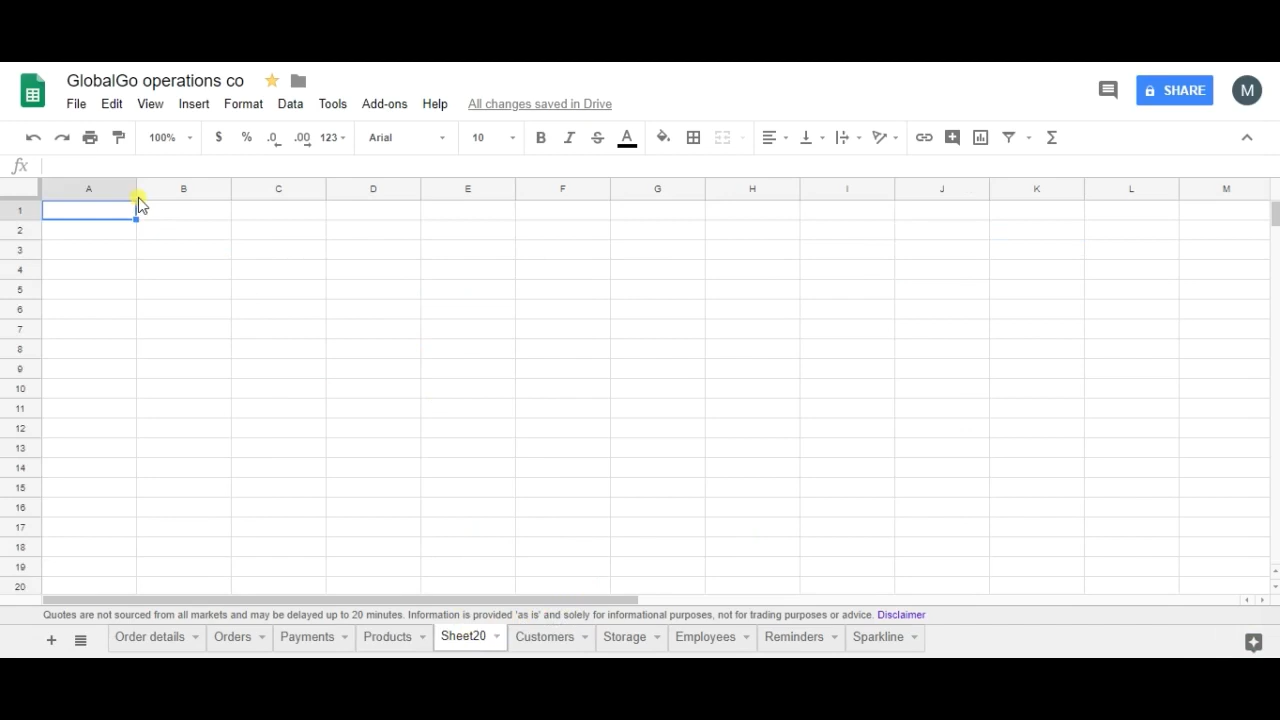 GlobalGo operations co
File Edit View Insert Format Data Tools Add-ons Help All changes saved in Drive
SHARE M
100% $ % .0 .00 123 Arial 10 B I S A
fx
A B C D E F G H I J K L M
1
2
3
4
5
6
7
8
9
10
11
12
13
14
15
16
17
18
19
20
Quotes are not sourced from all markets and may be delayed up to 20 minutes. Information is provided 'as is' and solely for informational purposes, not for trading purposes or advice. Disclaimer
Order details Orders Payments Products Sheet20 Customers Storage Employees Reminders Sparkline